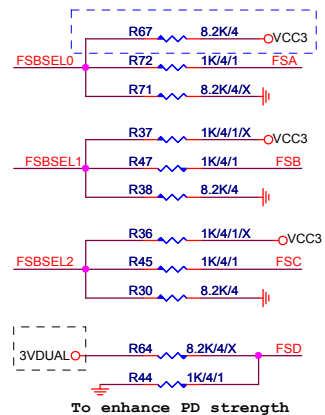 R67 8.2K/4 VCC3
FSBSEL0 R72 1K/4/1 FSA
R71 8.2K/4/X
R37 1K/4/1/X VCC3
FSBSEL1 R47 1K/4/1 FSB
R38 8.2K/4
R36 1K/4/1/X VCC3
FSBSEL2 R45 1K/4/1 FSC
R30 8.2K/4
3VDUAL R64 8.2K/4/X FSD
R44 1K/4/1
To enhance PD strength